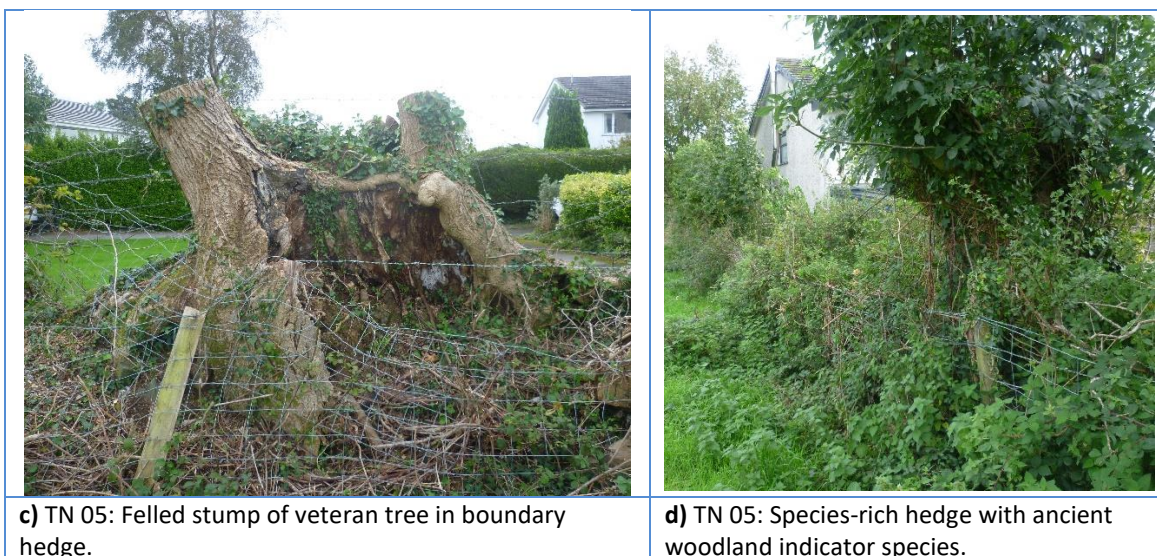 c) TN 05: Felled stump of veteran tree in boundary
hedge.
d) TN 05: Species-rich hedge with ancient
woodland indicator species.